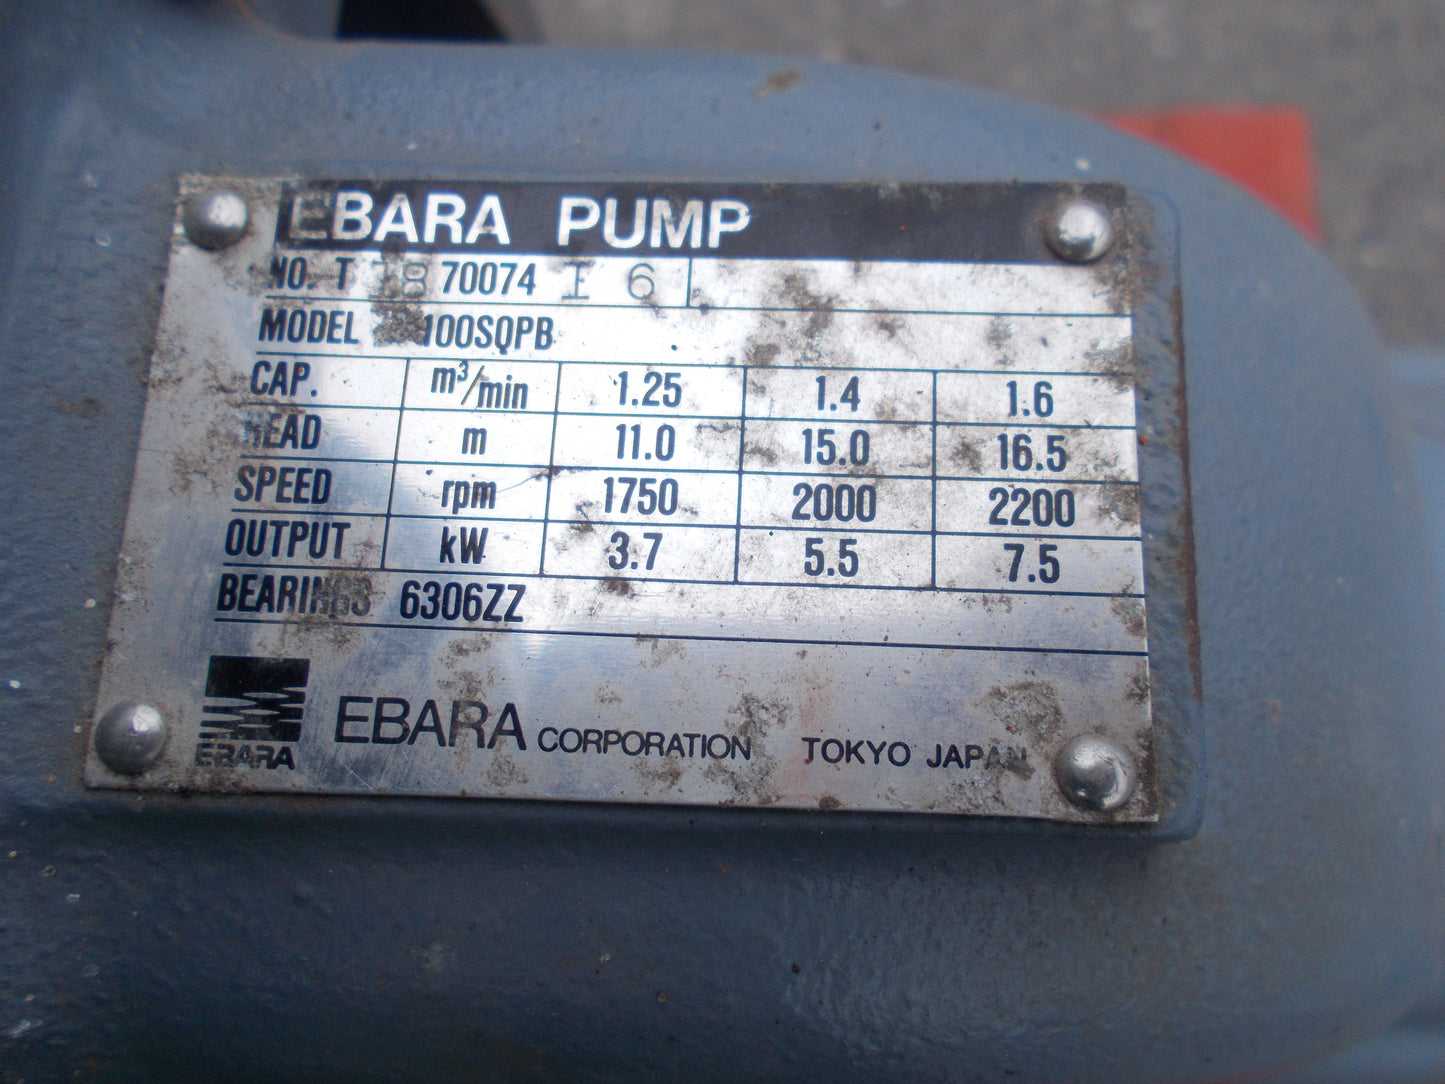 EBARA PUMP
NO. T 7870074 I 6
MODEL 100SQPB
CAP. m³/min 1.25 1.4 1.6
HEAD m 11.0 15.0 16.5
SPEED rpm 1750 2000 2200
OUTPUT kW 3.7 5.5 7.5
BEARINGS 6306ZZ
EBARA
EBARA CORPORATION TOKYO JAPAN